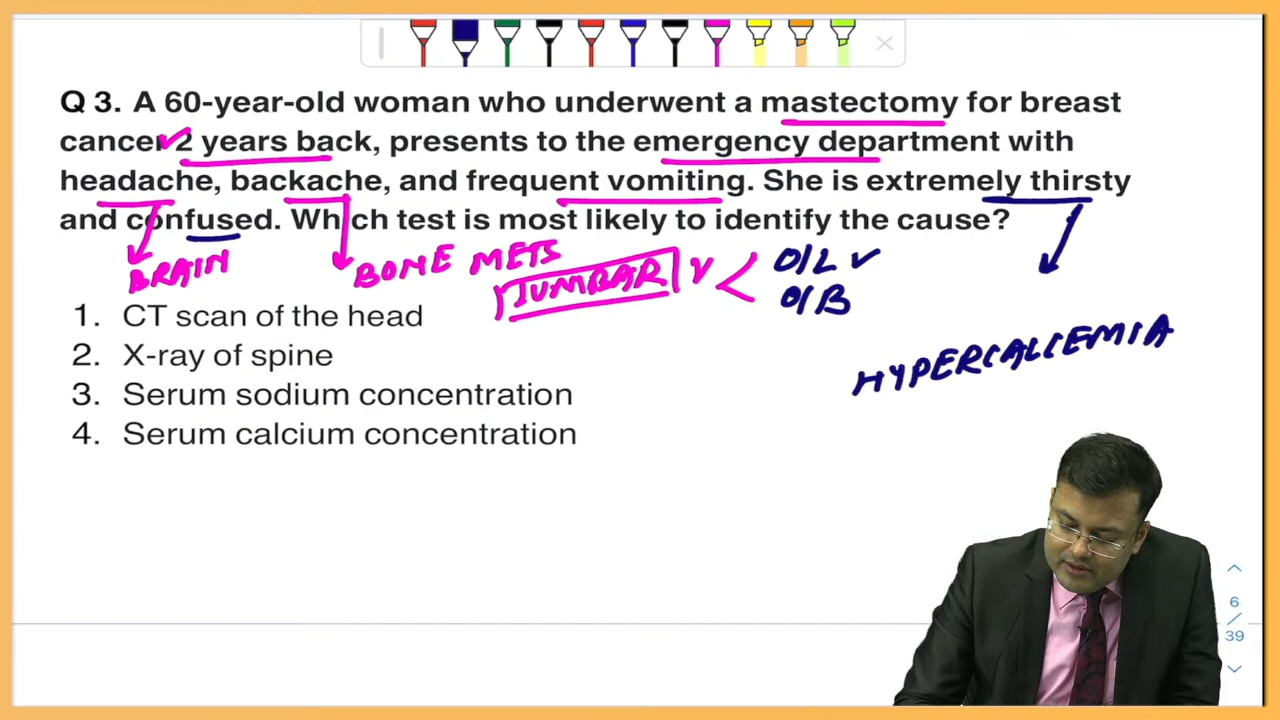 Q 3. A 60-year-old woman who underwent a mastectomy for breast
cancer 2 years back, presents to the emergency department with
headache, backache, and frequent vomiting. She is extremely thirsty
and confused. Which test is most likely to identify the cause?
BRAIN
BONE METS
LUMBAR V
O/L ✓
O/B
HYPERCALCEMIA
1. CT scan of the head
2. X-ray of spine
3. Serum sodium concentration
4. Serum calcium concentration
6
/
39